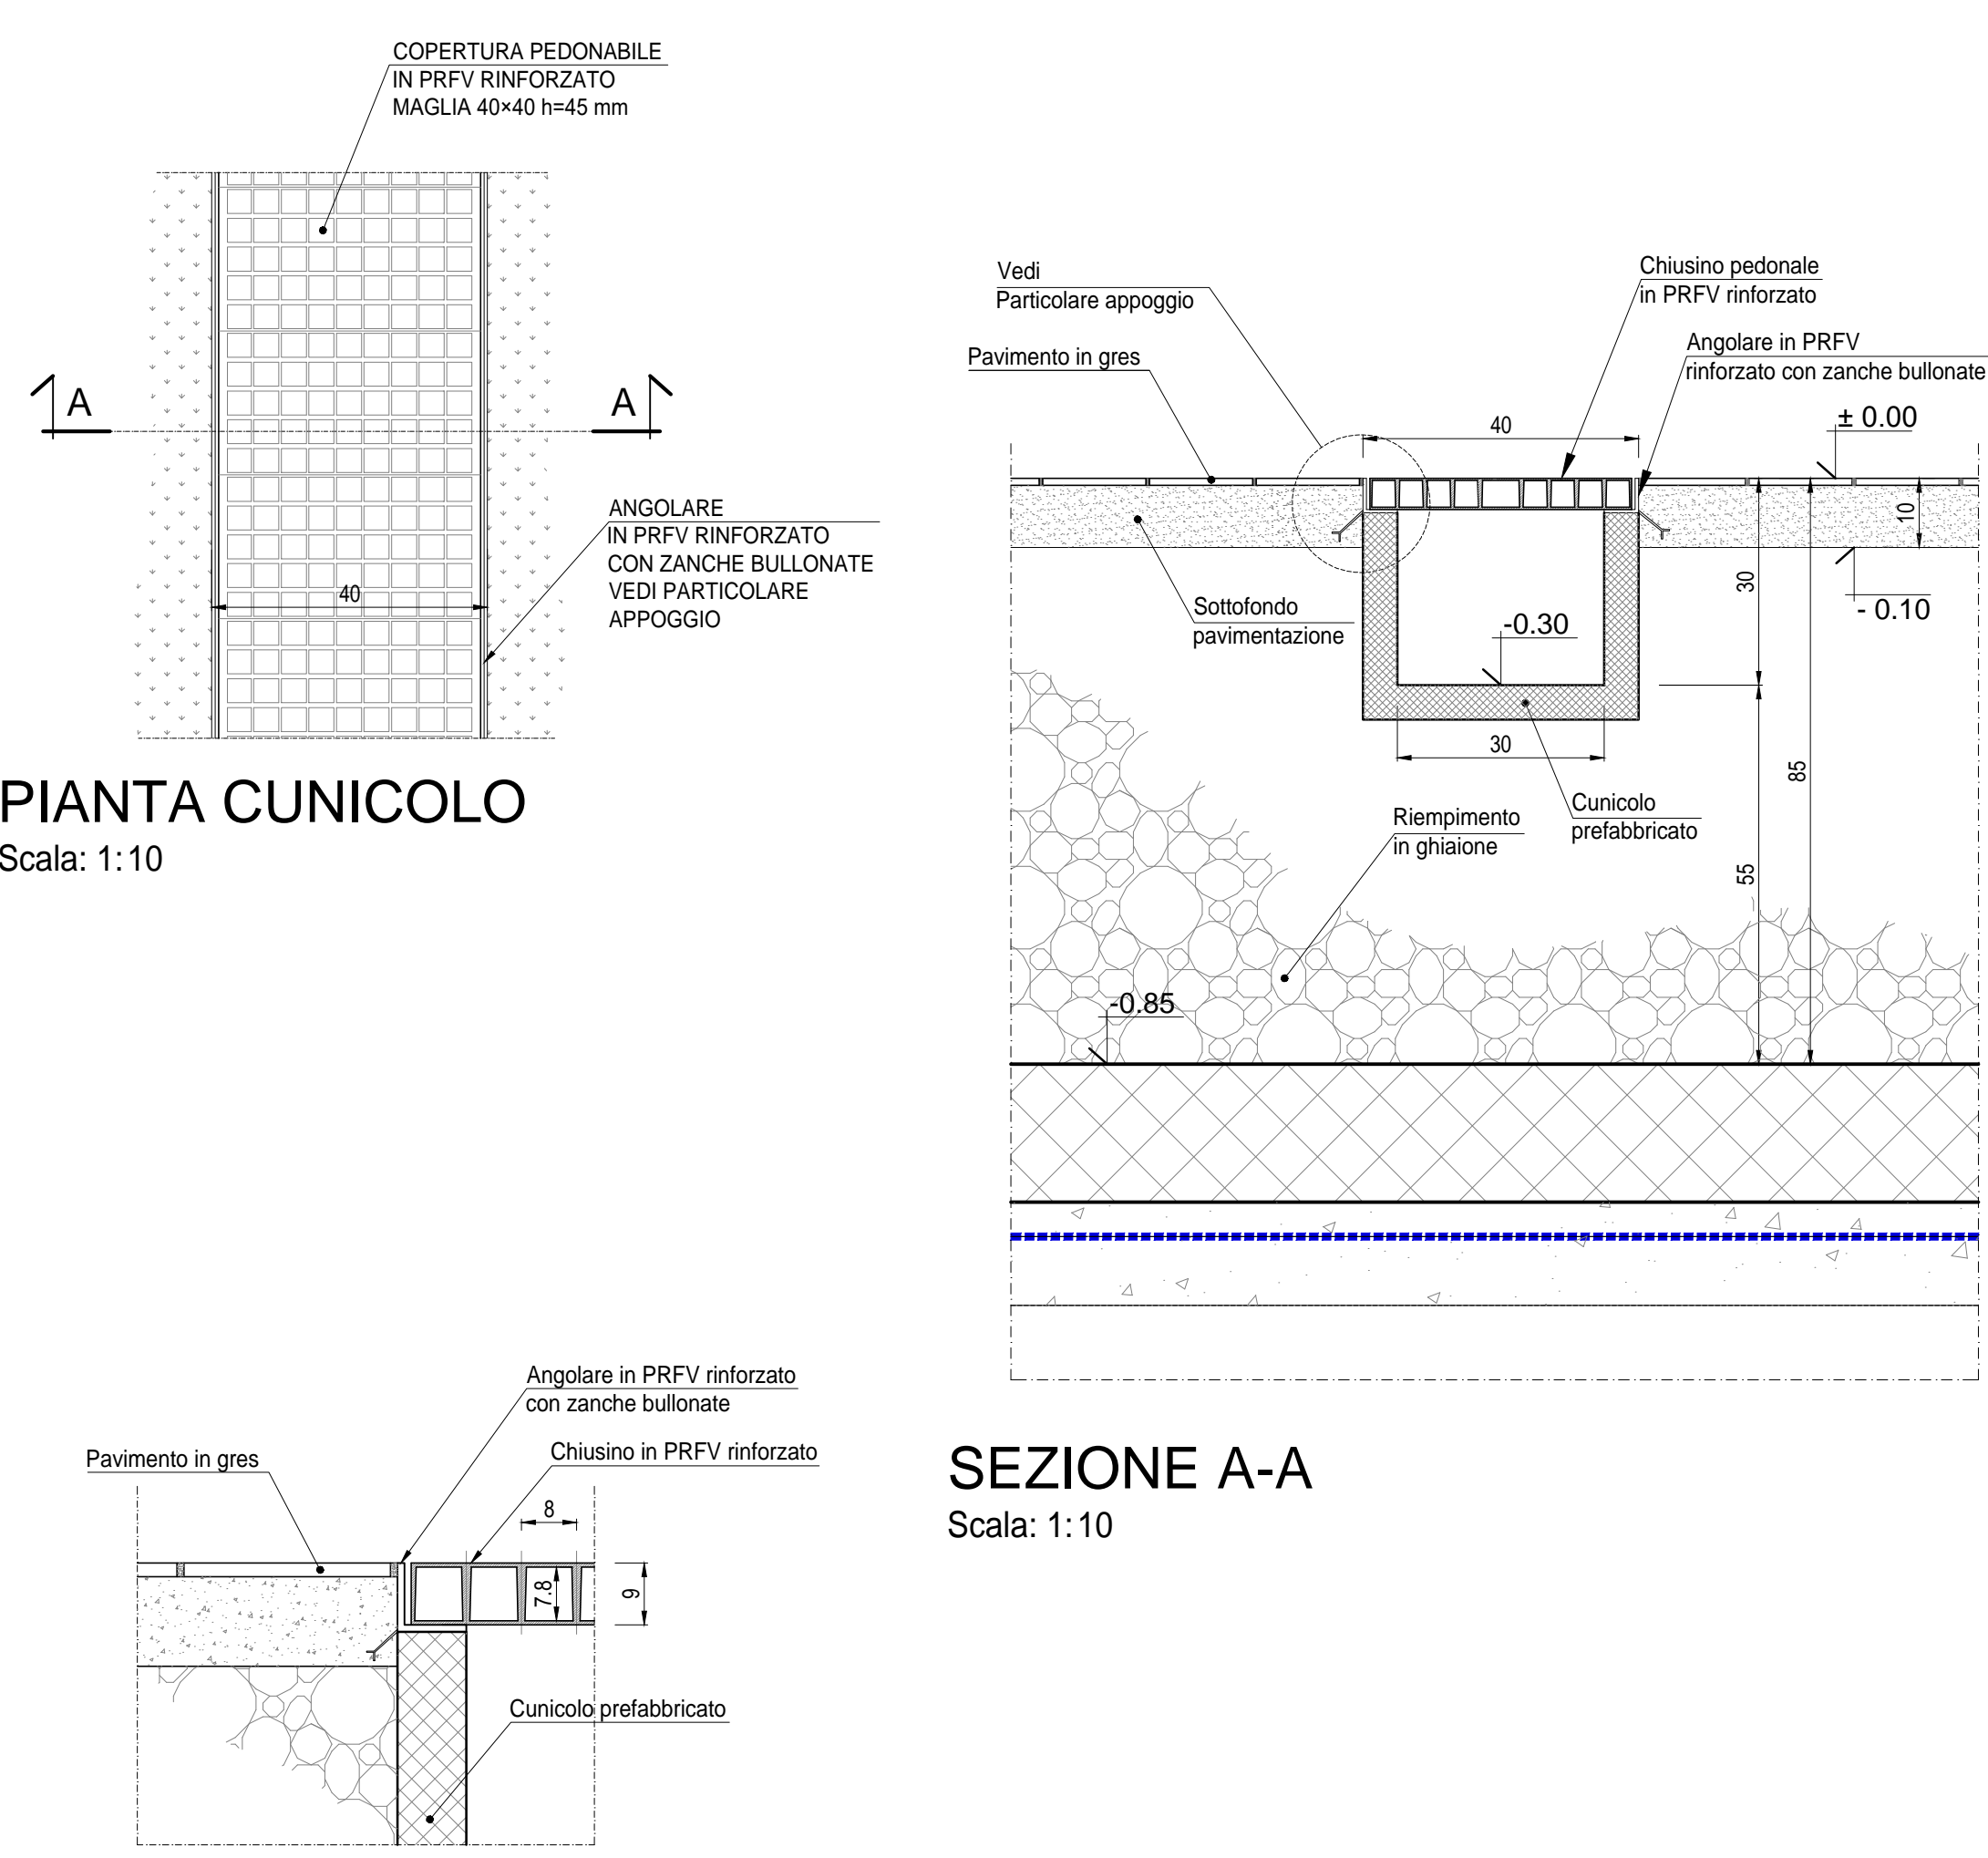 COPERTURA PEDONABILE
IN PRFV RINFORZATO
MAGLIA 40×40 h=45 mm
A
A
ANGOLARE
IN PRFV RINFORZATO
CON ZANCHE BULLONATE
VEDI PARTICOLARE
APPOGGIO
40
PIANTA CUNICOLO
Scala: 1:10
Vedi
Particolare appoggio
Pavimento in gres
Chiusino pedonale
in PRFV rinforzato
Angolare in PRFV
rinforzato con zanche bullonate
± 0.00
40
10
30
- 0.10
Sottofondo
pavimentazione
-0.30
30
85
Cunicolo
prefabbricato
Riempimento
in ghiaione
55
-0.85
SEZIONE A-A
Scala: 1:10
Angolare in PRFV rinforzato
con zanche bullonate
Chiusino in PRFV rinforzato
Pavimento in gres
8
7.8
9
Cunicolo prefabbricato